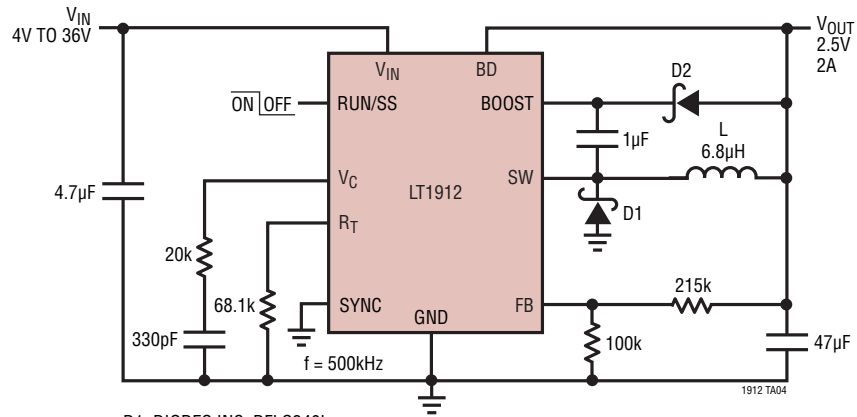 VIN
4V TO 36V
VOUT
2.5V
2A
VIN
BD
D2
ON OFF
RUN/SS
BOOST
1µF
L
6.8µH
4.7µF
VC
LT1912
SW
D1
RT
20k
68.1k
215k
SYNC
GND
FB
330pF
f = 500kHz
100k
47µF
1912 TA04